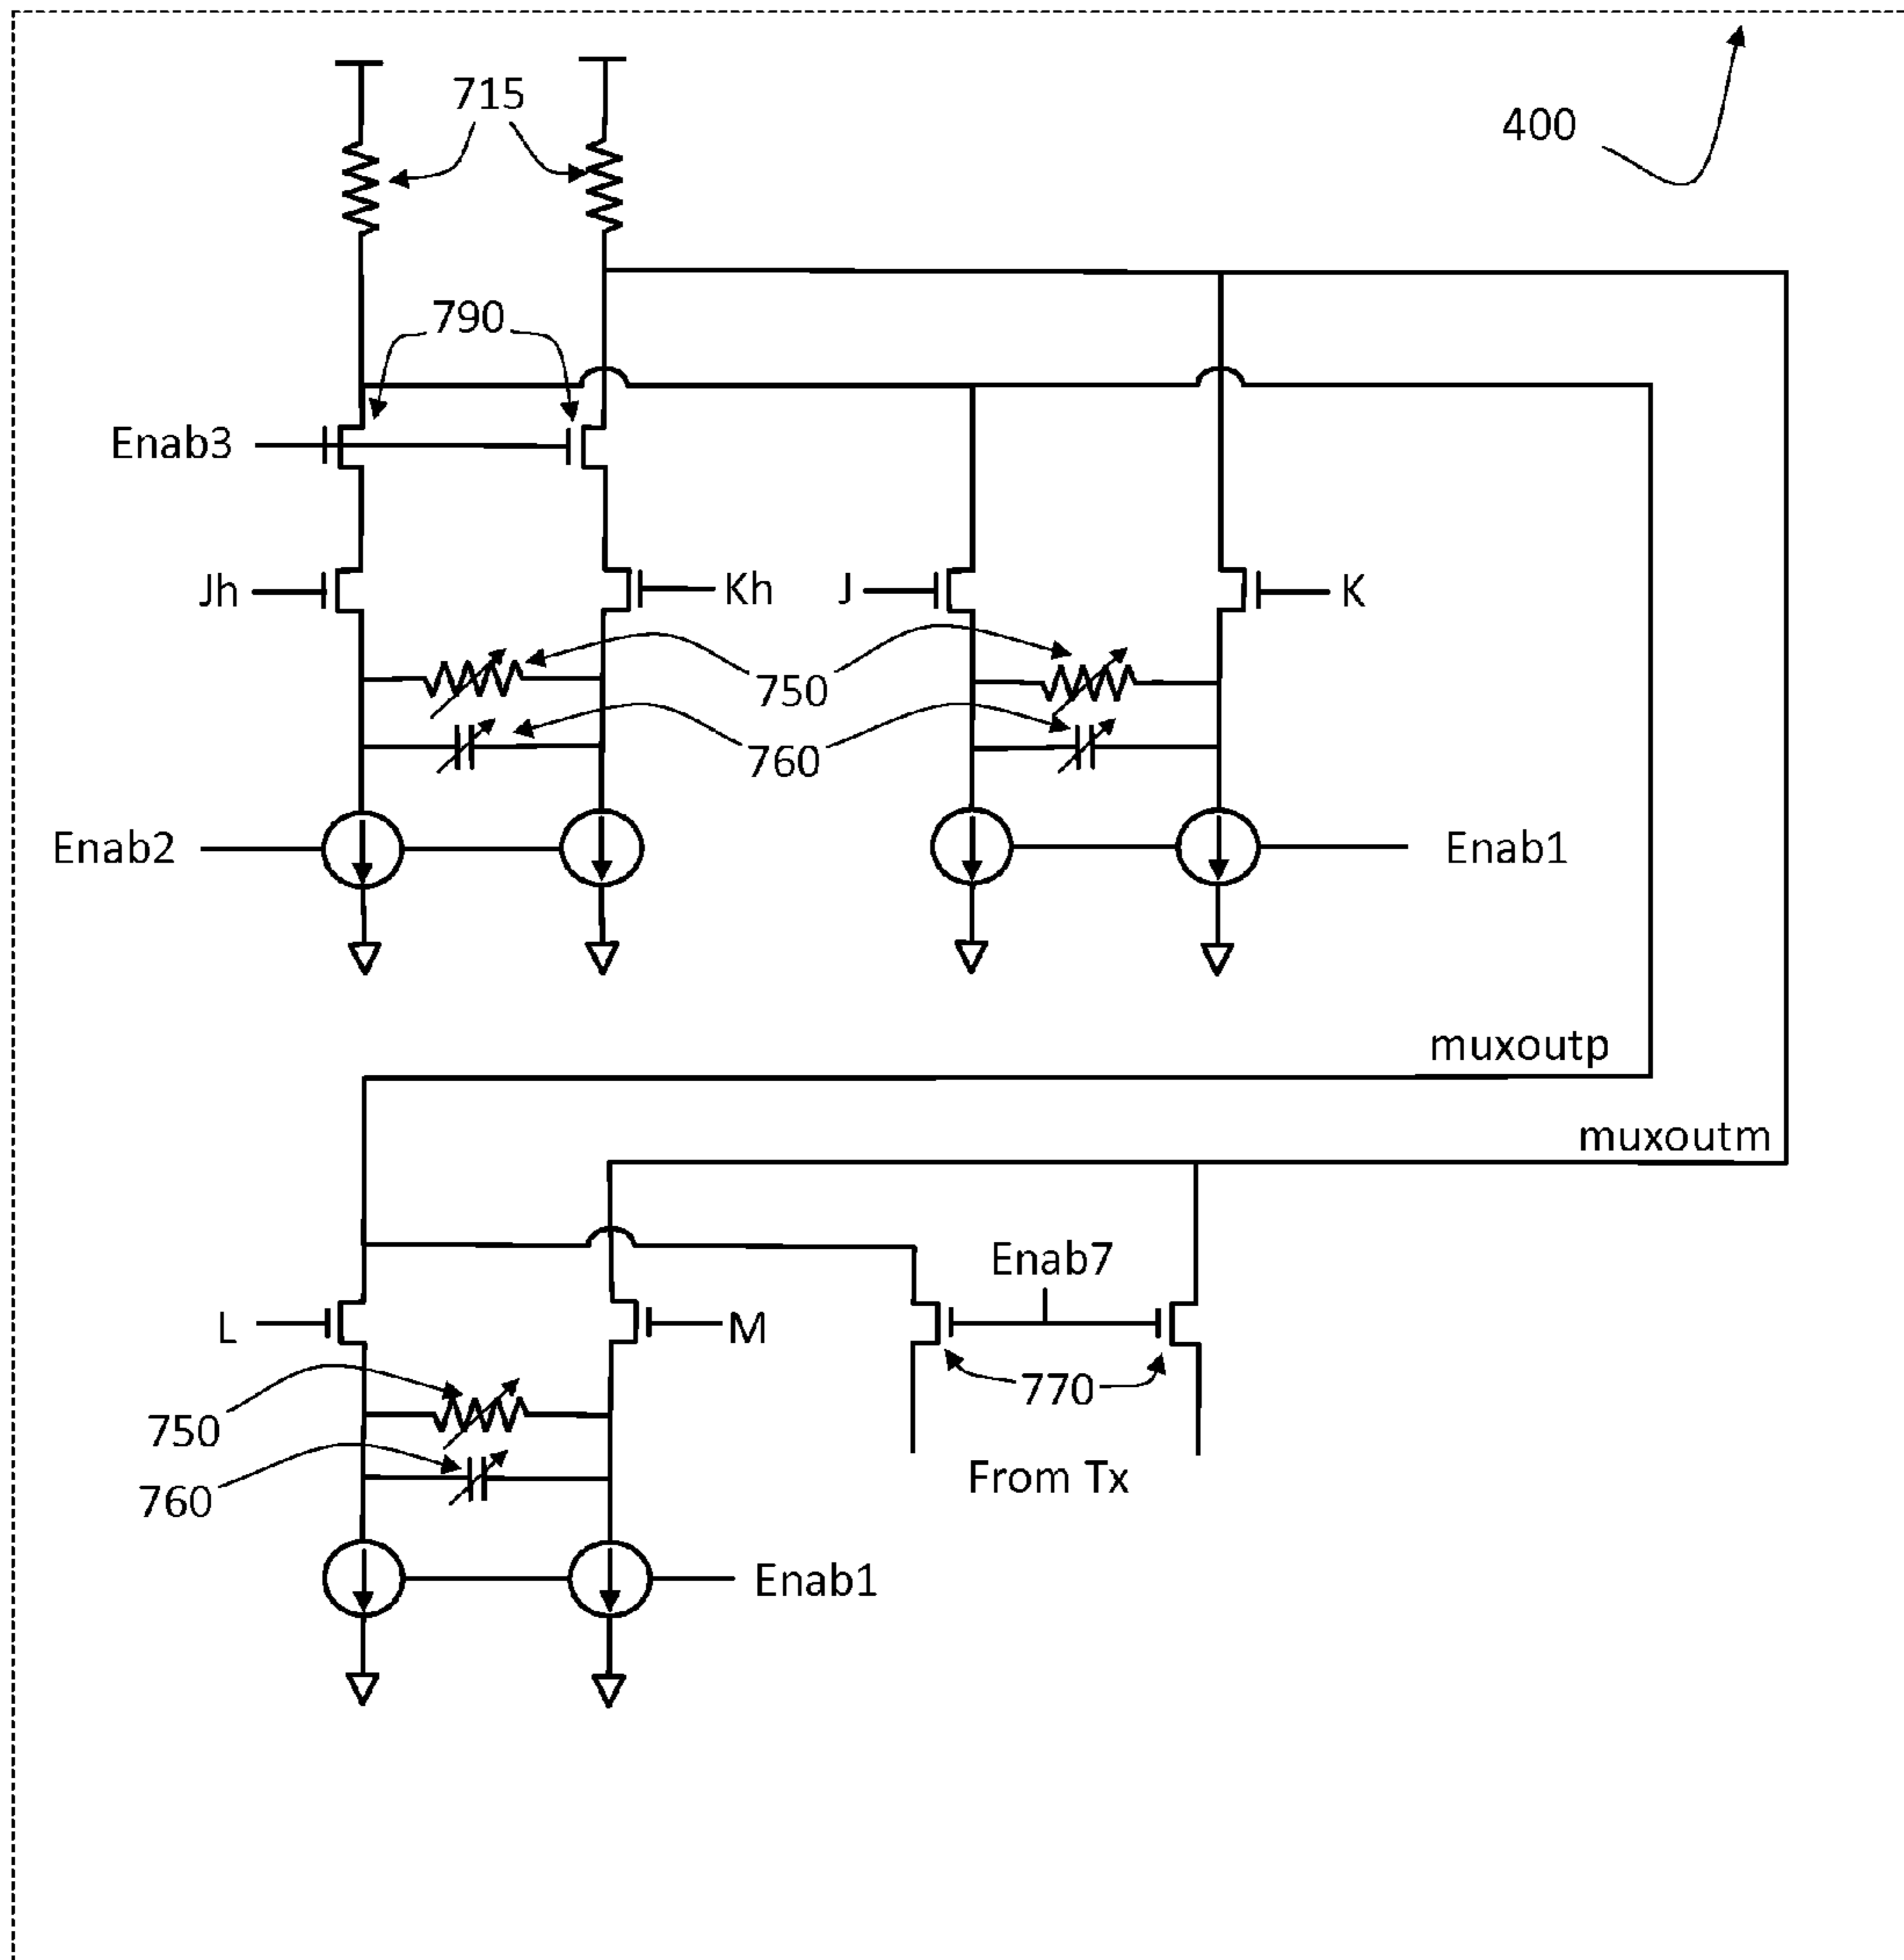 715
400
790
Enab3
Jh
Kh
J
K
750
760
Enab2
Enab1
muxoutp
muxoutm
Enab7
L
M
770
750
From Tx
760
Enab1